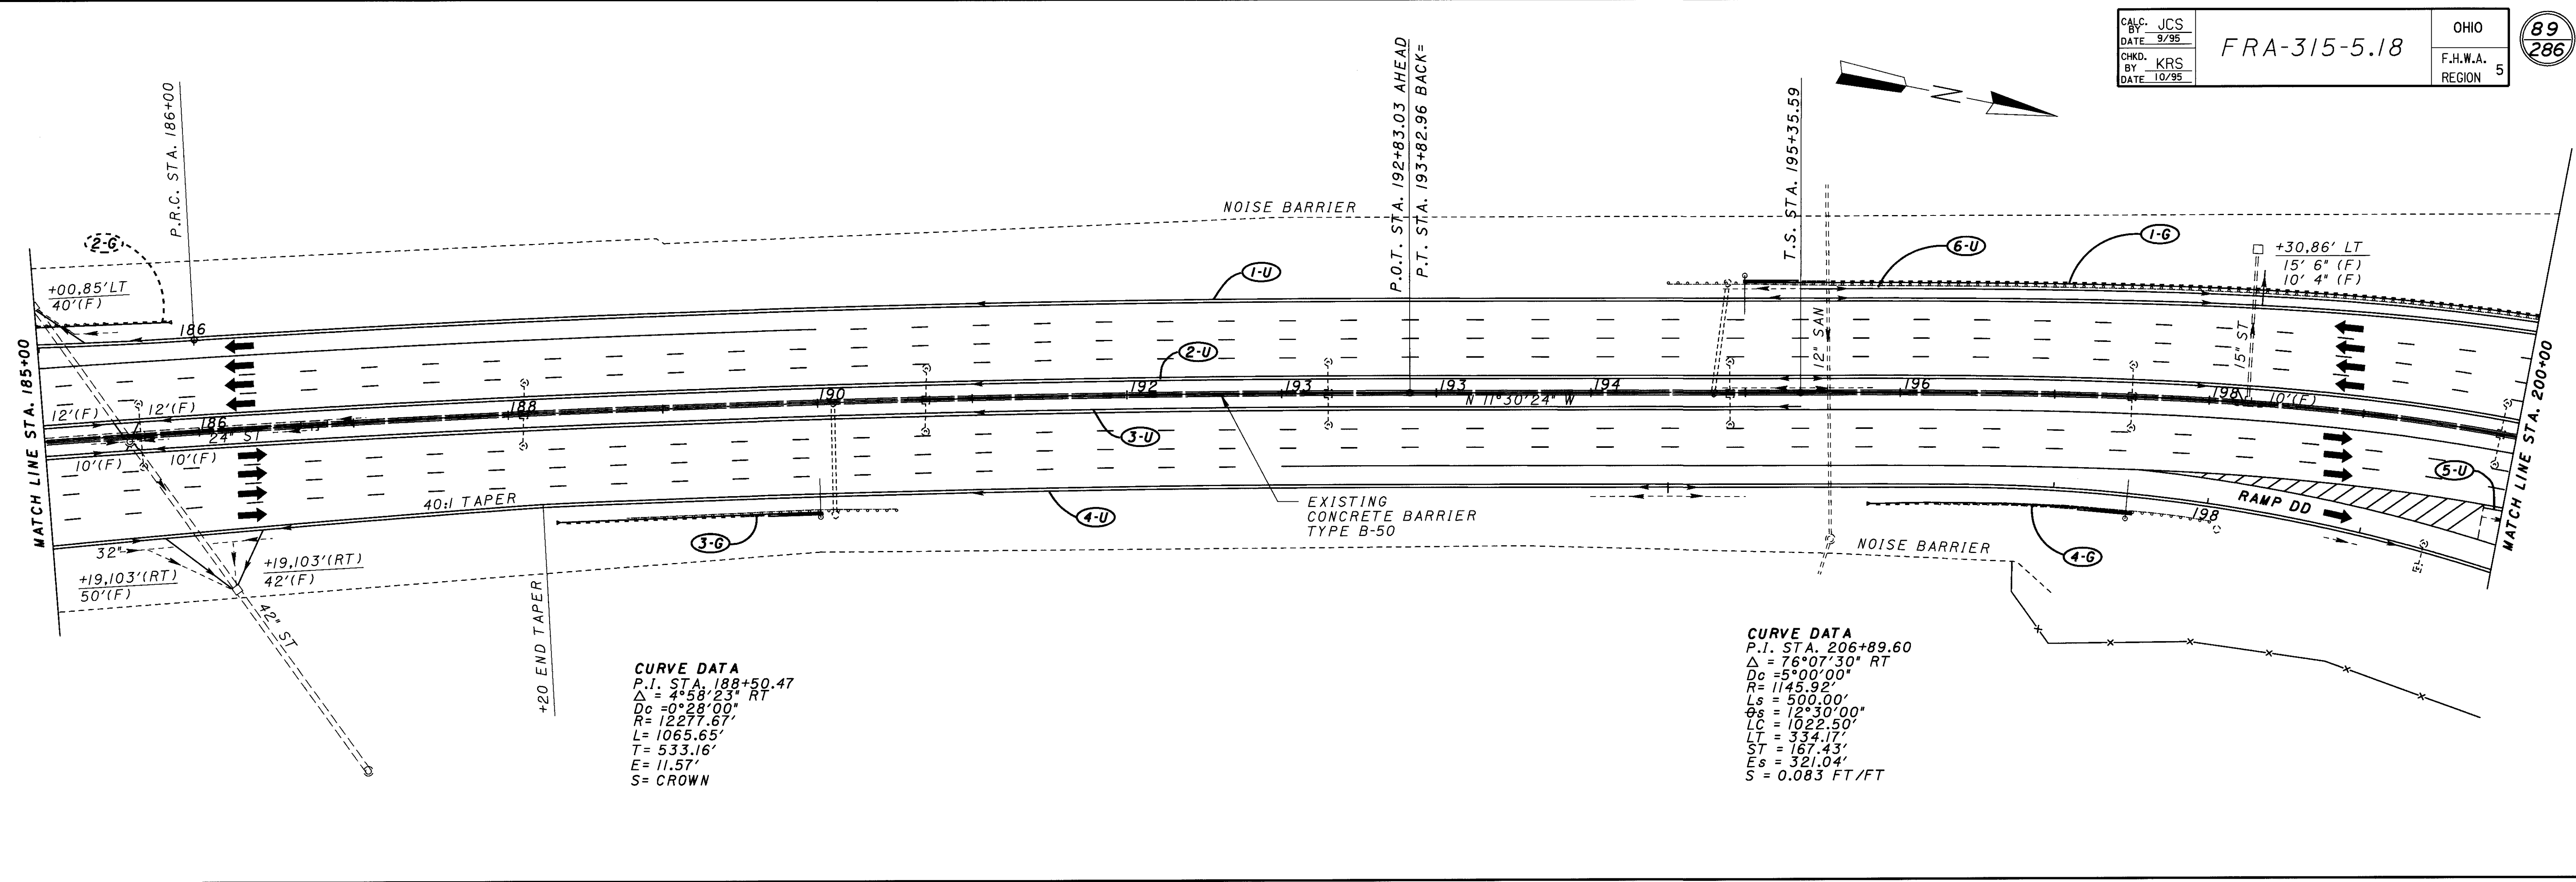 CALC. BY JCS
DATE 9/95
CHKD. BY KRS
DATE 10/95
FRA-315-5.18
OHIO
F.H.W.A. REGION 5
89
286
N
P.R.C. STA. 186+00
P.O.T. STA. 192+83.03 AHEAD
P.T. STA. 193+82.96 BACK=
T.S. STA. 195+35.59
NOISE BARRIER
2-G
1-U
6-U
1-G
+00,85'LT
40'(F)
+30,86' LT
15' 6" (F)
10' 4" (F)
MATCH LINE STA. 185+00
MATCH LINE STA. 200+00
186
12" SAN
15" ST
2-U
12'(F)
12'(F)
186
188
190
192
193
193
194
196
198
10'(F)
24" ST
N 11°30'24" W
3-U
10'(F)
10'(F)
5-U
40:1 TAPER
4-U
RAMP DD
198
3-G
EXISTING
CONCRETE BARRIER
TYPE B-50
NOISE BARRIER
4-G
32"
+19,103'(RT)
50'(F)
+19,103'(RT)
42'(F)
42" ST
+20 END TAPER
CURVE DATA
P.I. STA. 188+50.47
Δ = 4°58'23" RT
Dc =0°28'00"
R= 12277.67'
L= 1065.65'
T= 533.16'
E= 11.57'
S= CROWN
CURVE DATA
P.I. STA. 206+89.60
Δ = 76°07'30" RT
Dc =5°00'00"
R= 1145.92'
Ls = 500.00'
θs = 12°30'00"
LC = 1022.50'
LT = 334.17'
ST = 167.43'
Es = 321.04'
S = 0.083 FT/FT